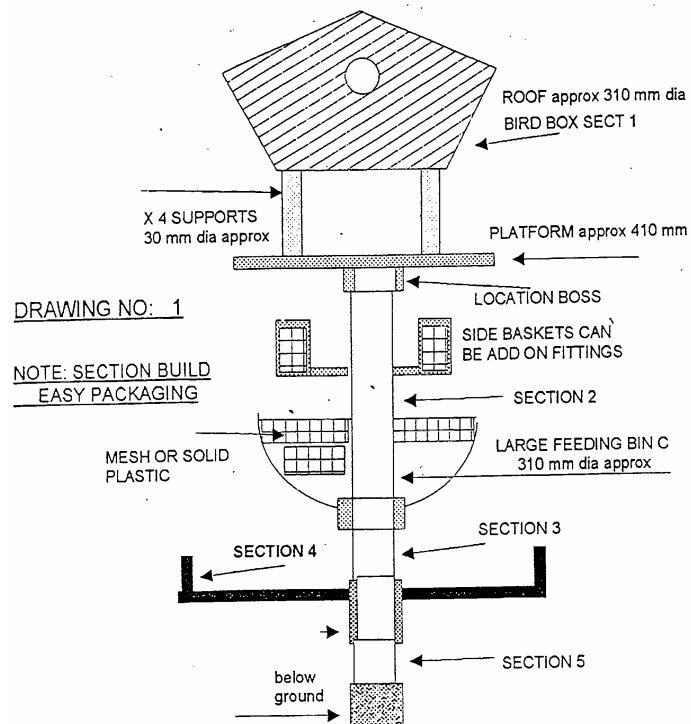 ROOF approx 310 mm dia
BIRD BOX SECT 1
X 4 SUPPORTS
30 mm dia approx
PLATFORM approx 410 mm
LOCATION BOSS
DRAWING NO: 1
SIDE BASKETS CAN
BE ADD ON FITTINGS
NOTE: SECTION BUILD
EASY PACKAGING
SECTION 2
MESH OR SOLID
PLASTIC
LARGE FEEDING BIN C
310 mm dia approx
SECTION 3
SECTION 4
SECTION 5
below
ground